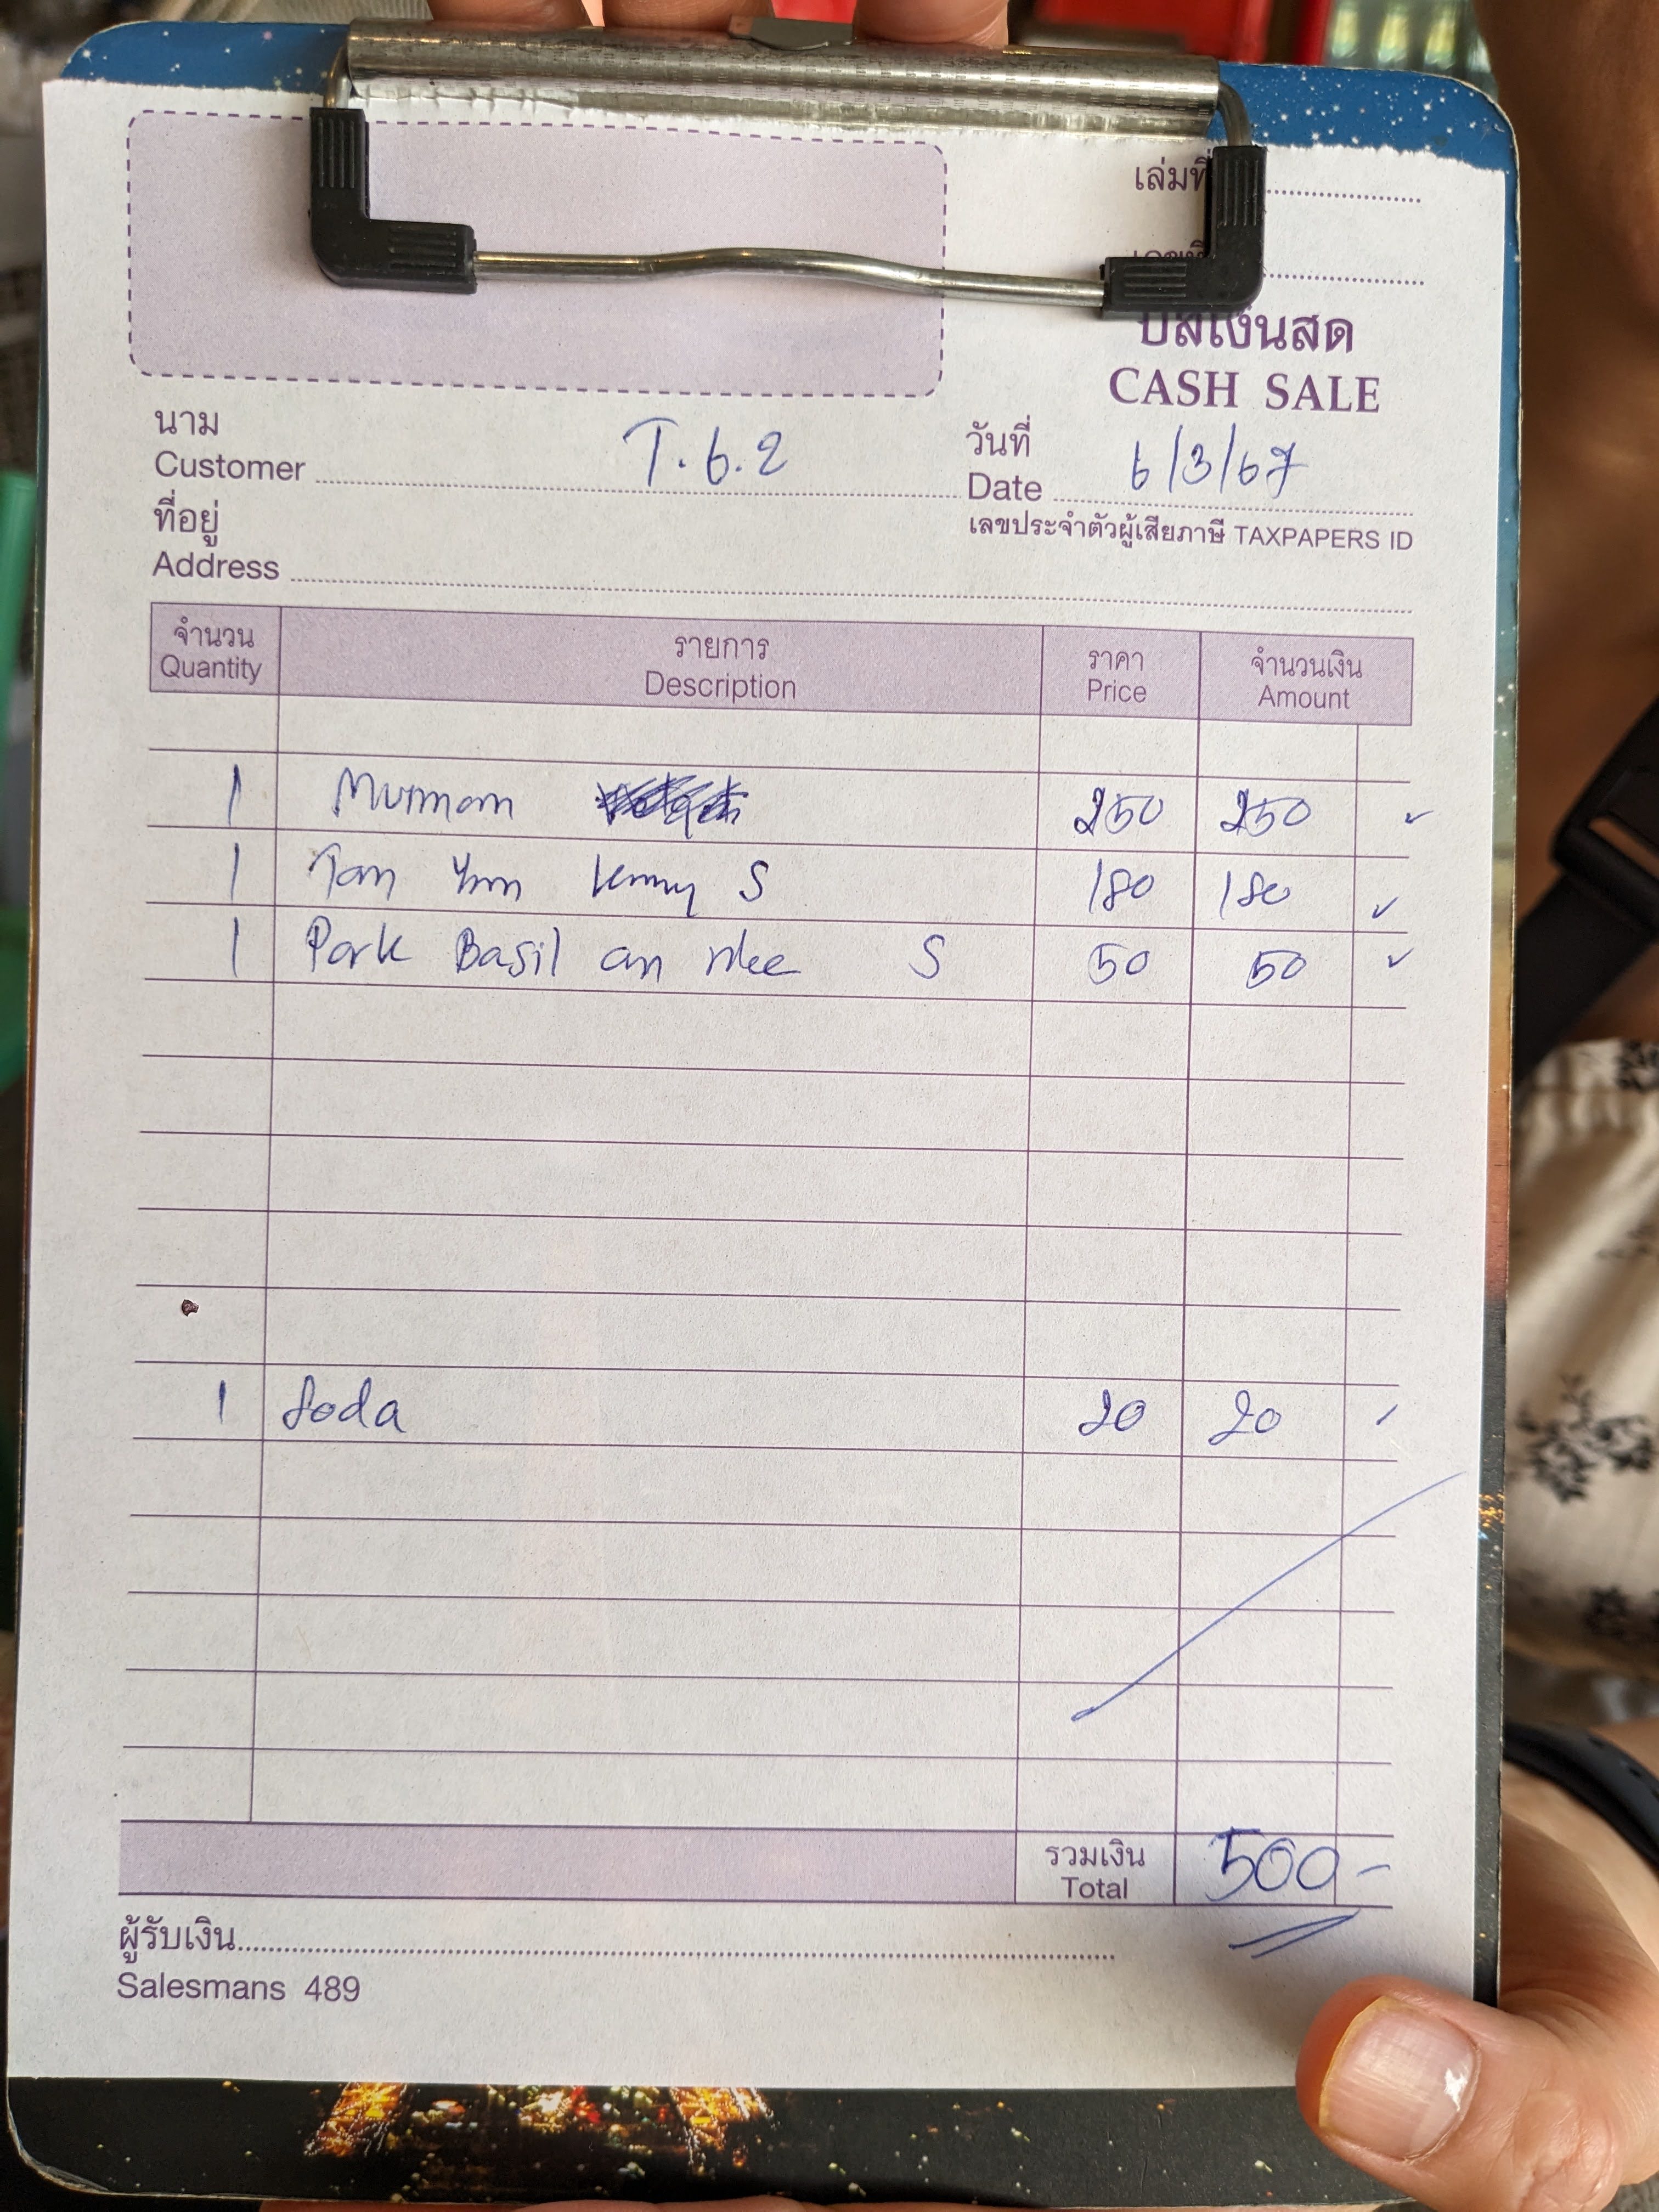 เล่มที่
บิลเงินสด
CASH SALE
นาม
Customer T.6.2
วันที่
Date 6/3/67
ที่อยู่
Address
เลขประจำตัวผู้เสียภาษี TAXPAPERS ID
จำนวน รายการ ราคา จำนวนเงิน
Quantity Description Price Amount
1 250 250
1 Tom Yum S 180 180
1 Pork Basil on S 50 50
1 Soda 20 20
รวมเงิน
Total 500-
ผู้รับเงิน
Salesmans 489